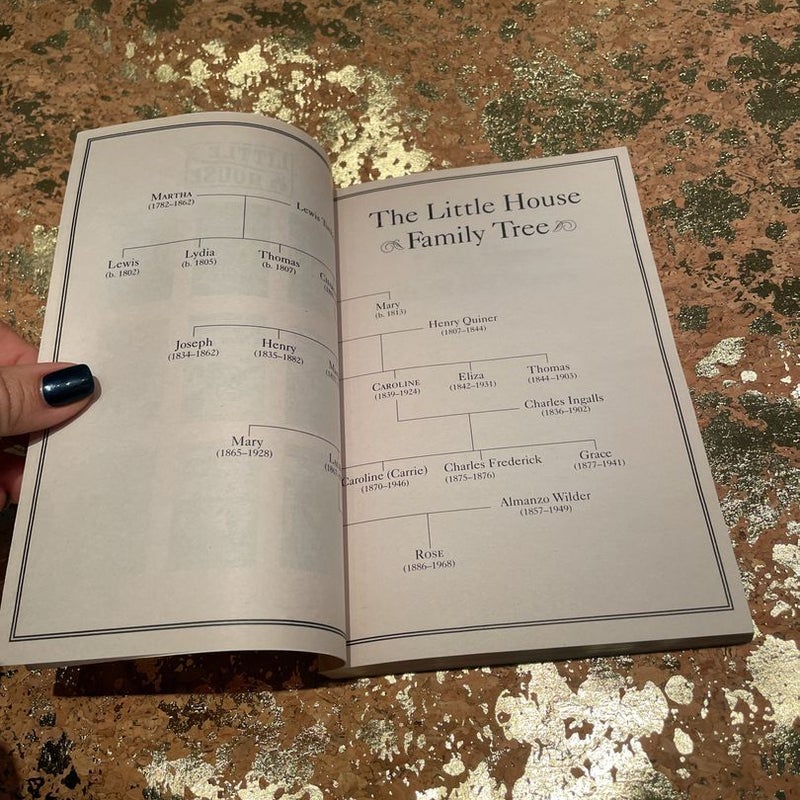 MARTHA
(1782–1862)
Lewis
Lewis
(b. 1802)
Lydia
(b. 1805)
Thomas
(b. 1807)
Joseph
(1834–1862)
Henry
(1835–1882)
Mary
(1865–1928)
The Little House
Family Tree
Mary
(b. 1813)
Henry Quiner
(1807–1844)
CAROLINE
(1839–1924)
Eliza
(1842–1931)
Thomas
(1844–1903)
Charles Ingalls
(1836–1902)
Caroline (Carrie)
(1870–1946)
Charles Frederick
(1875–1876)
Grace
(1877–1941)
Almanzo Wilder
(1857–1949)
ROSE
(1886–1968)